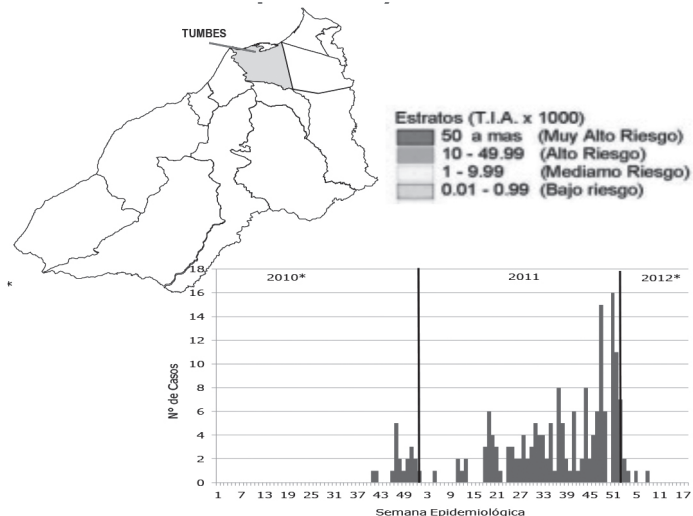 TUMBES
Estratos (T.I.A. x 1000)
50 a mas (Muy Alto Riesgo)
10 - 49.99 (Alto Riesgo)
1 - 9.99 (Mediamo Riesgo)
0.01 - 0.99 (Bajo riesgo)
*
2010* 2011 2012*
18
16
14
12
10
8
6
4
2
0
Nº de Casos
1 7 13 19 25 31 37 43 49 3 9 15 21 27 33 39 45 51 5 11 17
Semana Epidemiológica